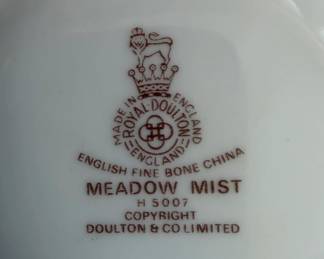 MADE IN ENGLAND
ROYAL DOULTON
ENGLAND
ENGLISH FINE BONE CHINA
MEADOW MIST
H 5007
COPYRIGHT
DOULTON & CO LIMITED